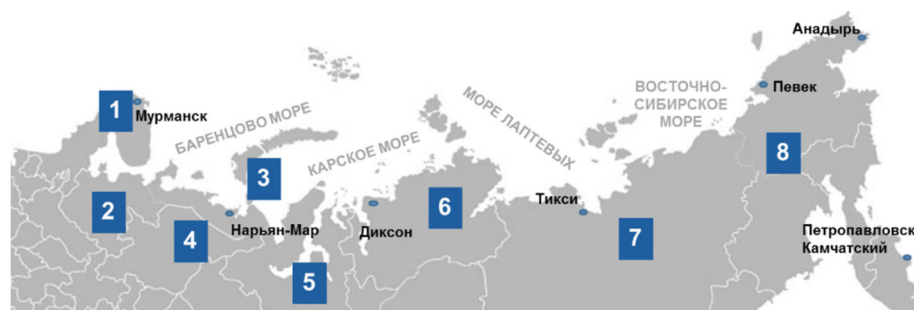 Анадырь
Певек
ВОСТОЧНО-
СИБИРСКОЕ
МОРЕ
МОРЕ ЛАПТЕВЫХ
1
Мурманск
БАРЕНЦОВО МОРЕ
КАРСКОЕ МОРЕ
8
3
2
6
Тикси
4
Нарьян-Мар
Диксон
7
Петропавловск
Камчатский
5